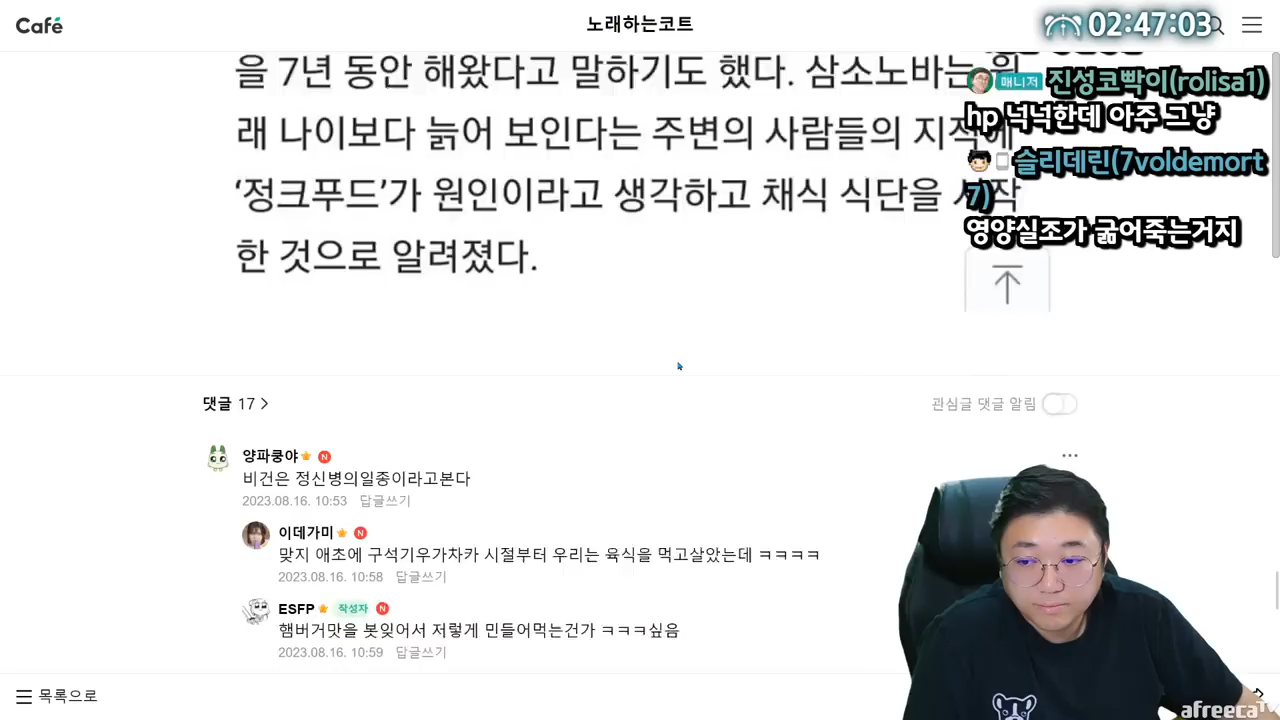 Café
노래하는코트
02:47:03
을 7년 동안 해왔다고 말하기도 했다. 삼소노바는
래 나이보다 늙어 보인다는 주변의 사람들의
‘정크푸드’가 원인이라고 생각하고 채식 식단을
한 것으로 알려졌다.
매니저 진성코빡이(rolisa1)
hp 넉넉한데 아주 그냥
슬리데린(7voldemort
7)
영양실조가 굶어죽는거지
댓글 17
관심글 댓글 알림
양파쿵야 N
비건은 정신병의일종이라고본다
2023.08.16. 10:53 답글쓰기
이데가미 N
맞지 애초에 구석기우가차카 시절부터 우리는 육식을 먹고살았는데 ㅋㅋㅋㅋ
2023.08.16. 10:58 답글쓰기
ESFP 작성자 N
햄버거맛을 봇잊어서 저렇게 민들어먹는건가 ㅋㅋㅋ싶음
2023.08.16. 10:59 답글쓰기
목록으로
afreecaTV